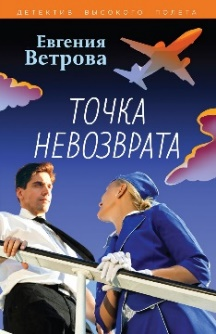 ДЕТЕКТИВ ВЫСОКОГО ПОЛЕТА
Евгения
Ветрова
ТОЧКА
НЕВОЗВРАТА